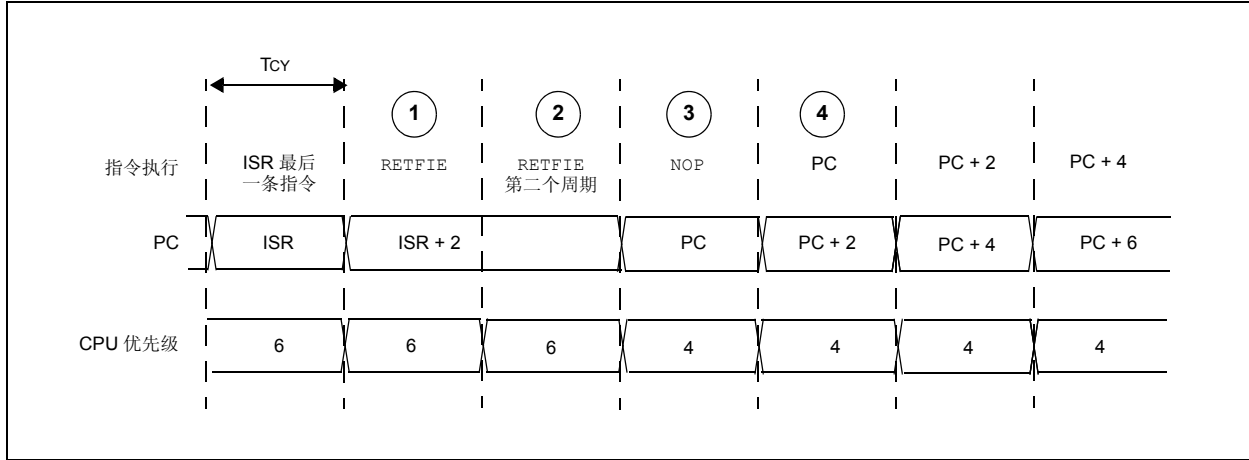 TCY
1 2 3 4
指令执行 ISR 最后 RETFIE RETFIE NOP PC PC + 2 PC + 4
一条指令 第二个周期
PC ISR ISR + 2 PC PC + 2 PC + 4 PC + 6
CPU 优先级 6 6 6 4 4 4 4